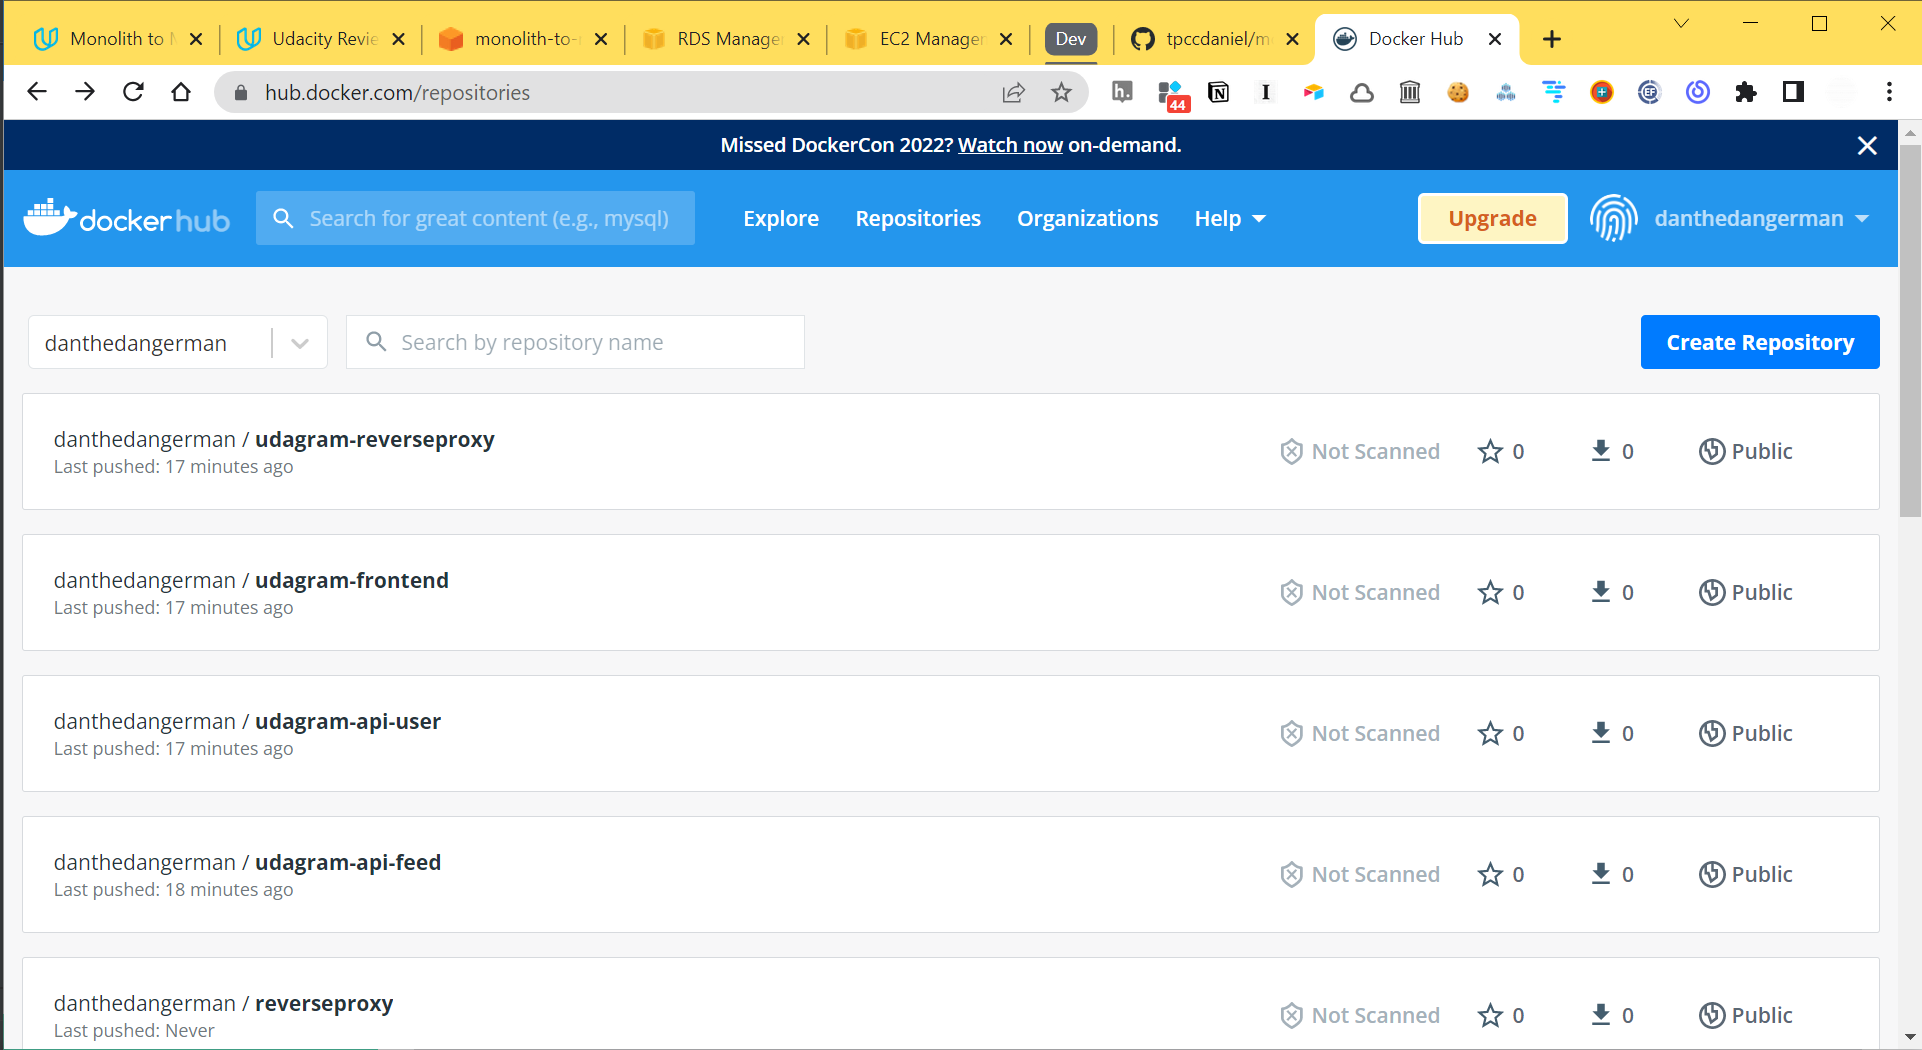 Monolith to M
Udacity Revie
monolith-to-
RDS Manage
EC2 Manager
Dev
tpccdaniel/m
Docker Hub
hub.docker.com/repositories
h.
44
N
I
EF
Missed DockerCon 2022? Watch now on-demand.
docker hub
Search for great content (e.g., mysql)
Explore
Repositories
Organizations
Help
Upgrade
danthedangerman
danthedangerman
Search by repository name
Create Repository
danthedangerman / udagram-reverseproxy
Last pushed: 17 minutes ago
Not Scanned
0
0
Public
danthedangerman / udagram-frontend
Last pushed: 17 minutes ago
Not Scanned
0
0
Public
danthedangerman / udagram-api-user
Last pushed: 17 minutes ago
Not Scanned
0
0
Public
danthedangerman / udagram-api-feed
Last pushed: 18 minutes ago
Not Scanned
0
0
Public
danthedangerman / reverseproxy
Last pushed: Never
Not Scanned
0
0
Public